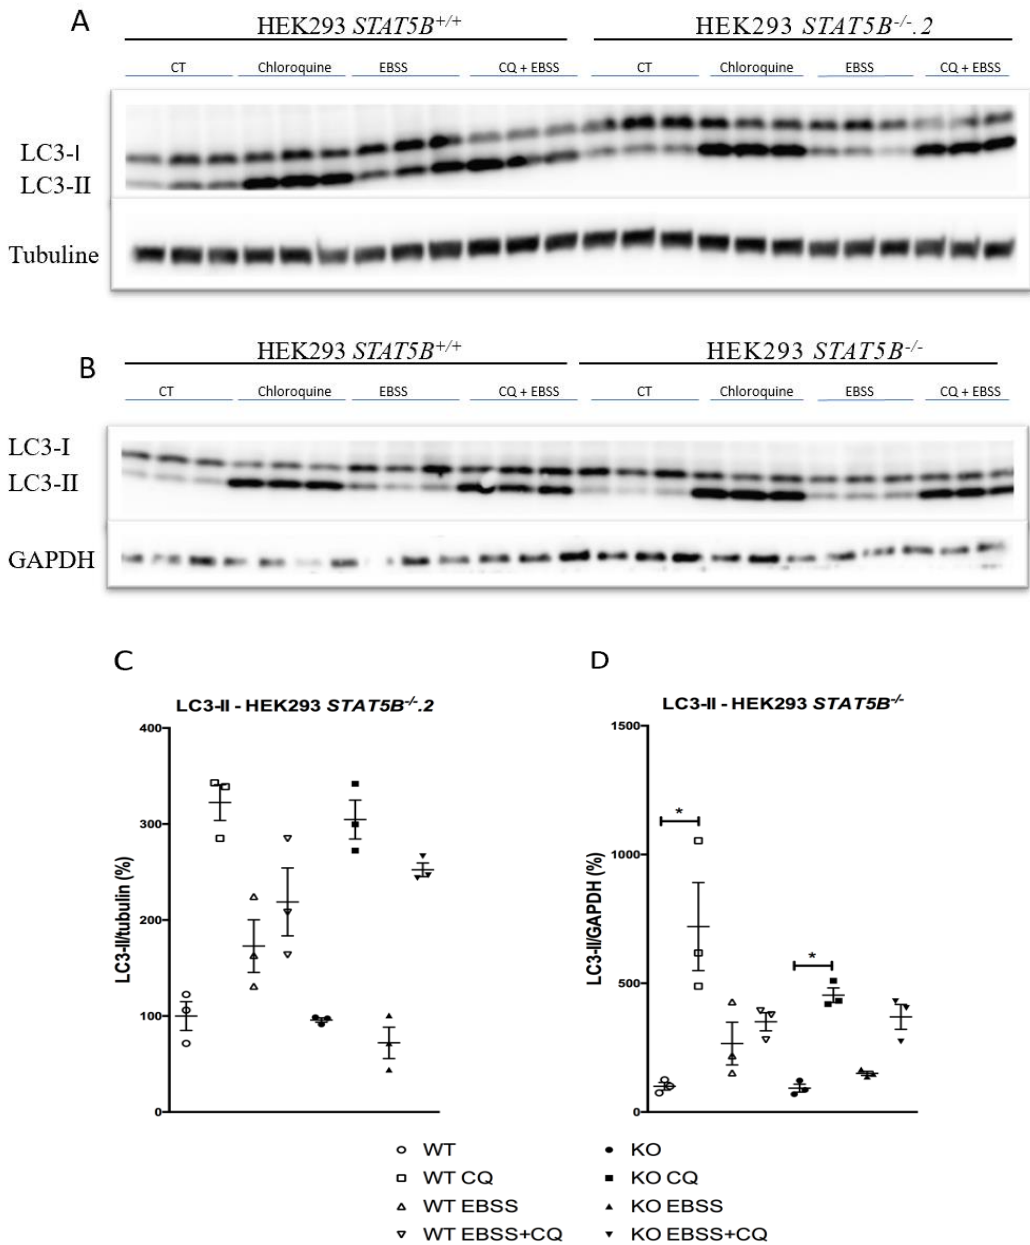 A
HEK293 STAT5B+/+ HEK293 STAT5B-/-.2
CT Chloroquine EBSS CQ + EBSS CT Chloroquine EBSS CQ + EBSS
LC3-I
LC3-II
Tubuline
B
HEK293 STAT5B+/+ HEK293 STAT5B-/-
CT Chloroquine EBSS CQ + EBSS CT Chloroquine EBSS CQ + EBSS
LC3-I
LC3-II
GAPDH
C
LC3-II - HEK293 STAT5B-/-.2
LC3-II/tubulin (%)
400
300
200
100
0
D
LC3-II - HEK293 STAT5B-/-
LC3-II/GAPDH (%)
1500
1000
500
0
*
*
WT
WT CQ
WT EBSS
WT EBSS+CQ
KO
KO CQ
KO EBSS
KO EBSS+CQ